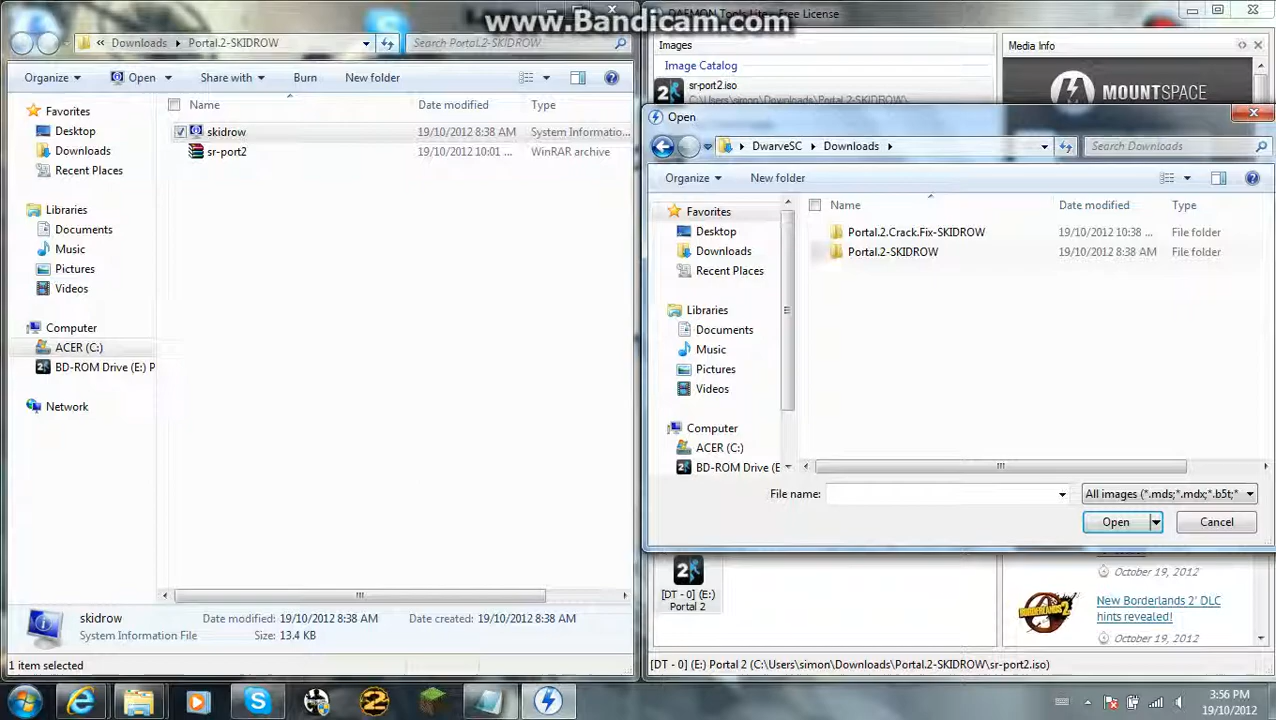 www.Bandicam.com
DAEMON Tools Lite - Free License
« Downloads Portal.2-SKIDROW
Search Portal.2-SKIDROW
Organize Open Share with Burn New folder
Favorites
Desktop
Downloads
Recent Places
Libraries
Documents
Music
Pictures
Videos
Computer
ACER (C:)
BD-ROM Drive (E:) P
Network
Name Date modified Type
skidrow 19/10/2012 8:38 AM System Informatio...
sr-port2 19/10/2012 10:01 ... WinRAR archive
skidrow Date modified: 19/10/2012 8:38 AM Date created: 19/10/2012 8:38 AM
System Information File Size: 13.4 KB
1 item selected
Images
Image Catalog
sr-port2.iso
C:\Users\simon\Downloads\Portal.2-SKIDROW\
Media Info
MOUNTSPACE
Open
DwarveSC Downloads
Search Downloads
Organize New folder
Favorites
Desktop
Downloads
Recent Places
Libraries
Documents
Music
Pictures
Videos
Computer
ACER (C:)
BD-ROM Drive (E
Name Date modified Type
Portal.2.Crack.Fix-SKIDROW 19/10/2012 10:38 ... File folder
Portal.2-SKIDROW 19/10/2012 8:38 AM File folder
File name: All images (*.mds;*.mdx;*.b5t;*
Open Cancel
[DT - 0] (E:)
Portal 2
October 19, 2012
New Borderlands 2' DLC
hints revealed!
October 19, 2012
[DT - 0] (E:) Portal 2 (C:\Users\simon\Downloads\Portal.2-SKIDROW\sr-port2.iso)
3:56 PM
19/10/2012